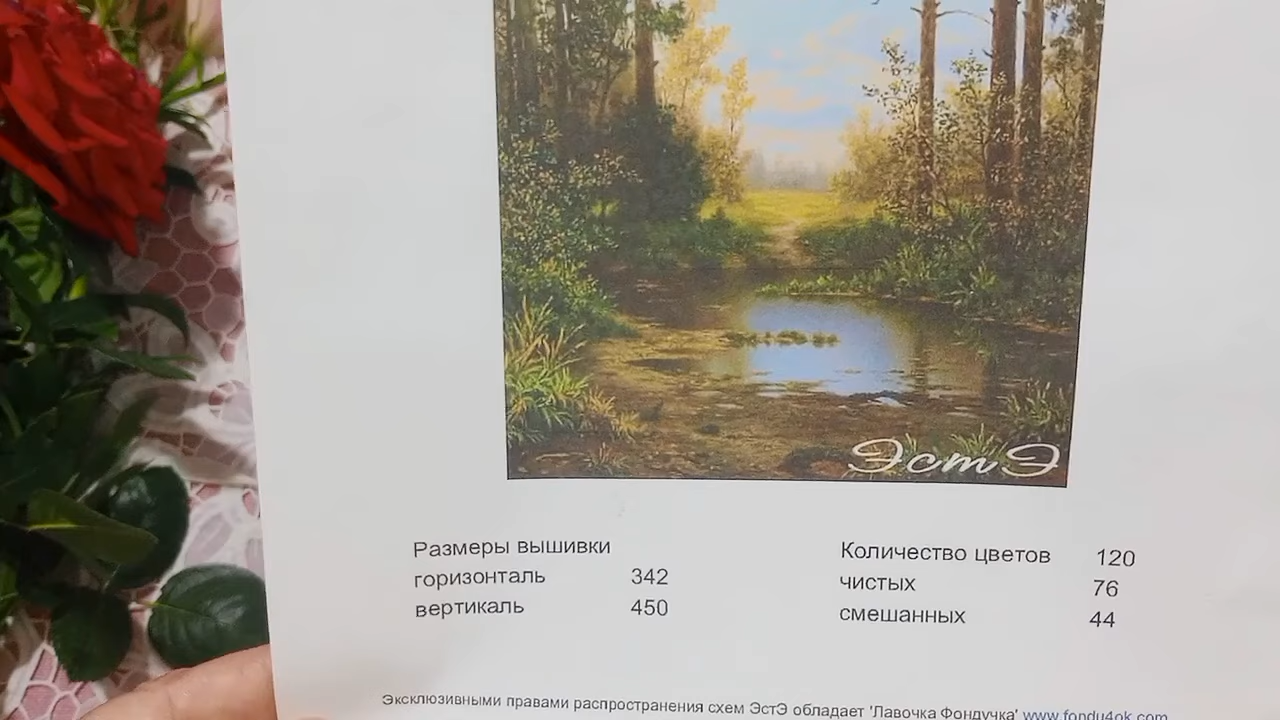 ЭстЭ
Размеры вышивки
горизонталь 342
вертикаль 450
Количество цветов 120
чистых 76
смешанных 44
Эксклюзивными правами распространения схем ЭстЭ обладает 'Лавочка Фондучка' www.fondu4ok.com